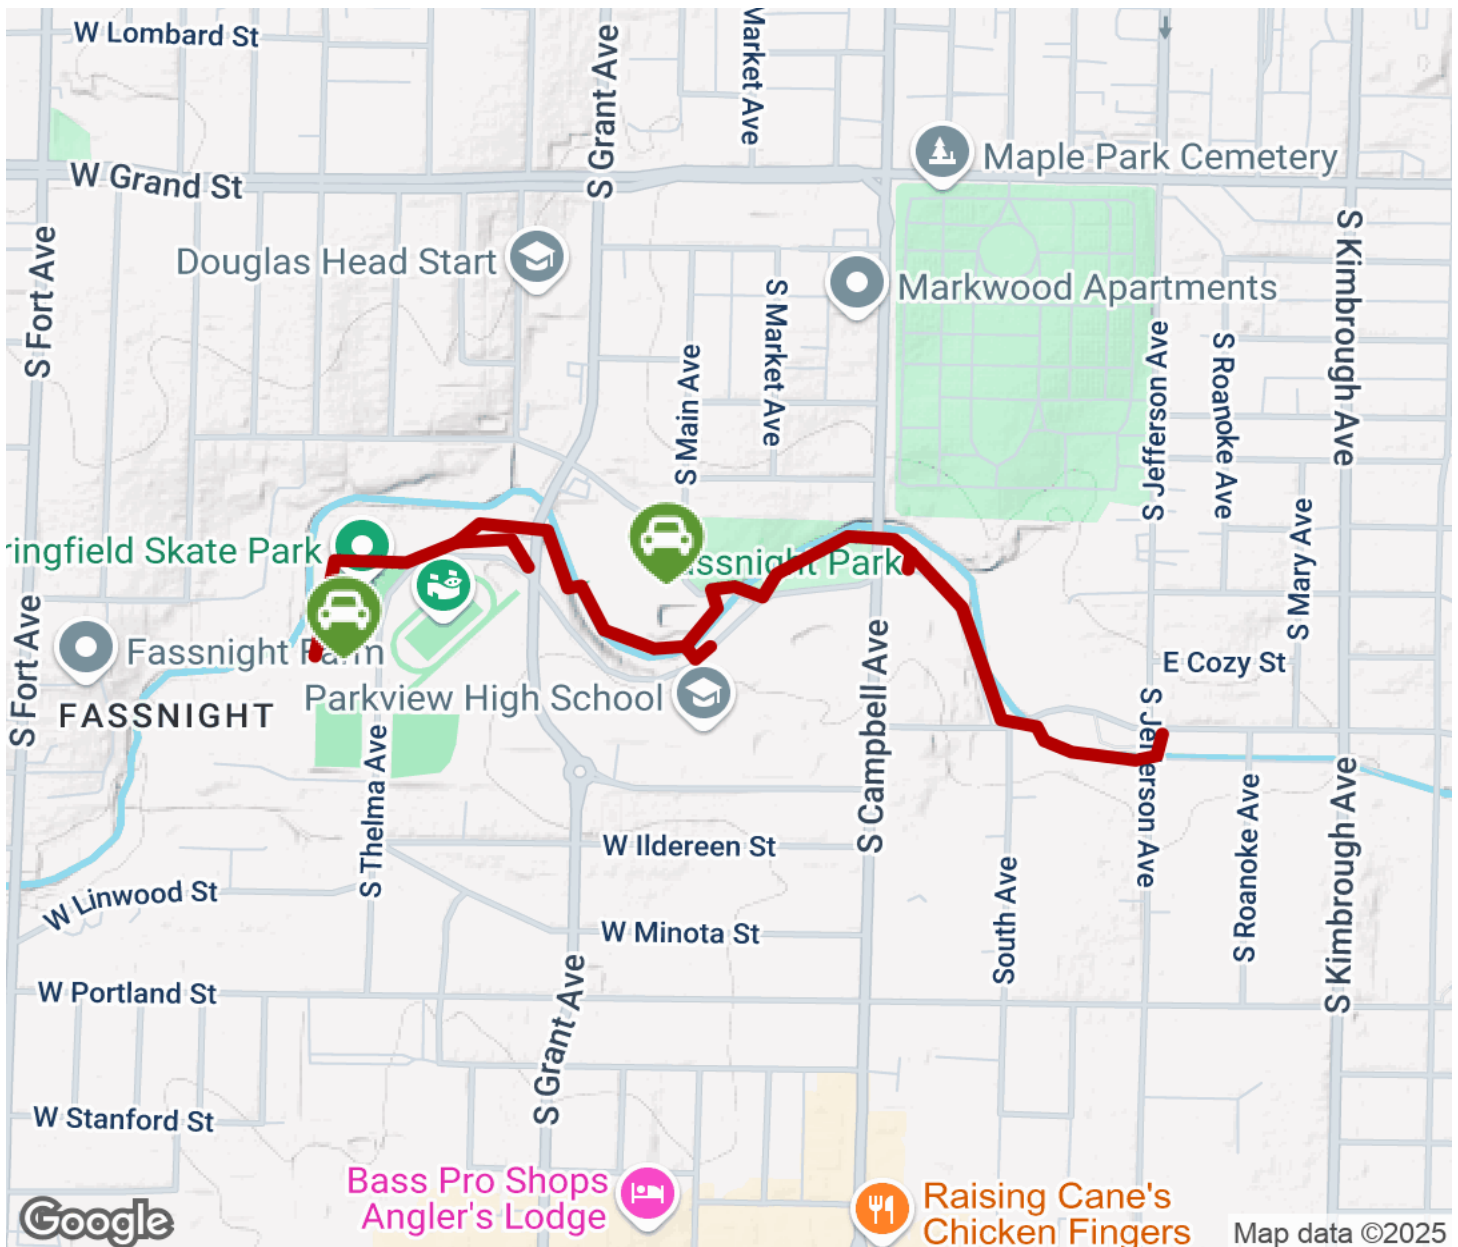 W Lombard St
S Grant Ave
Market Ave
Maple Park Cemetery
W Grand St
S Fort Ave
Douglas Head Start
Markwood Apartments
S Kimbrough Ave
S Market Ave
S Main Ave
S Jefferson Ave
S Roanoke Ave
ringfield Skate Park
assnight Park
S Mary Ave
S Fort Ave
Fassnight Farm
Parkview High School
E Cozy St
FASSNIGHT
S Thelma Ave
S Campbell Ave
S Jefferson Ave
S Roanoke Ave
S Kimbrough Ave
W Ildereen St
W Linwood St
W Minota St
South Ave
W Portland St
S Grant Ave
W Stanford St
Bass Pro Shops
Angler's Lodge
Raising Cane's
Chicken Fingers
Google
Map data ©2025